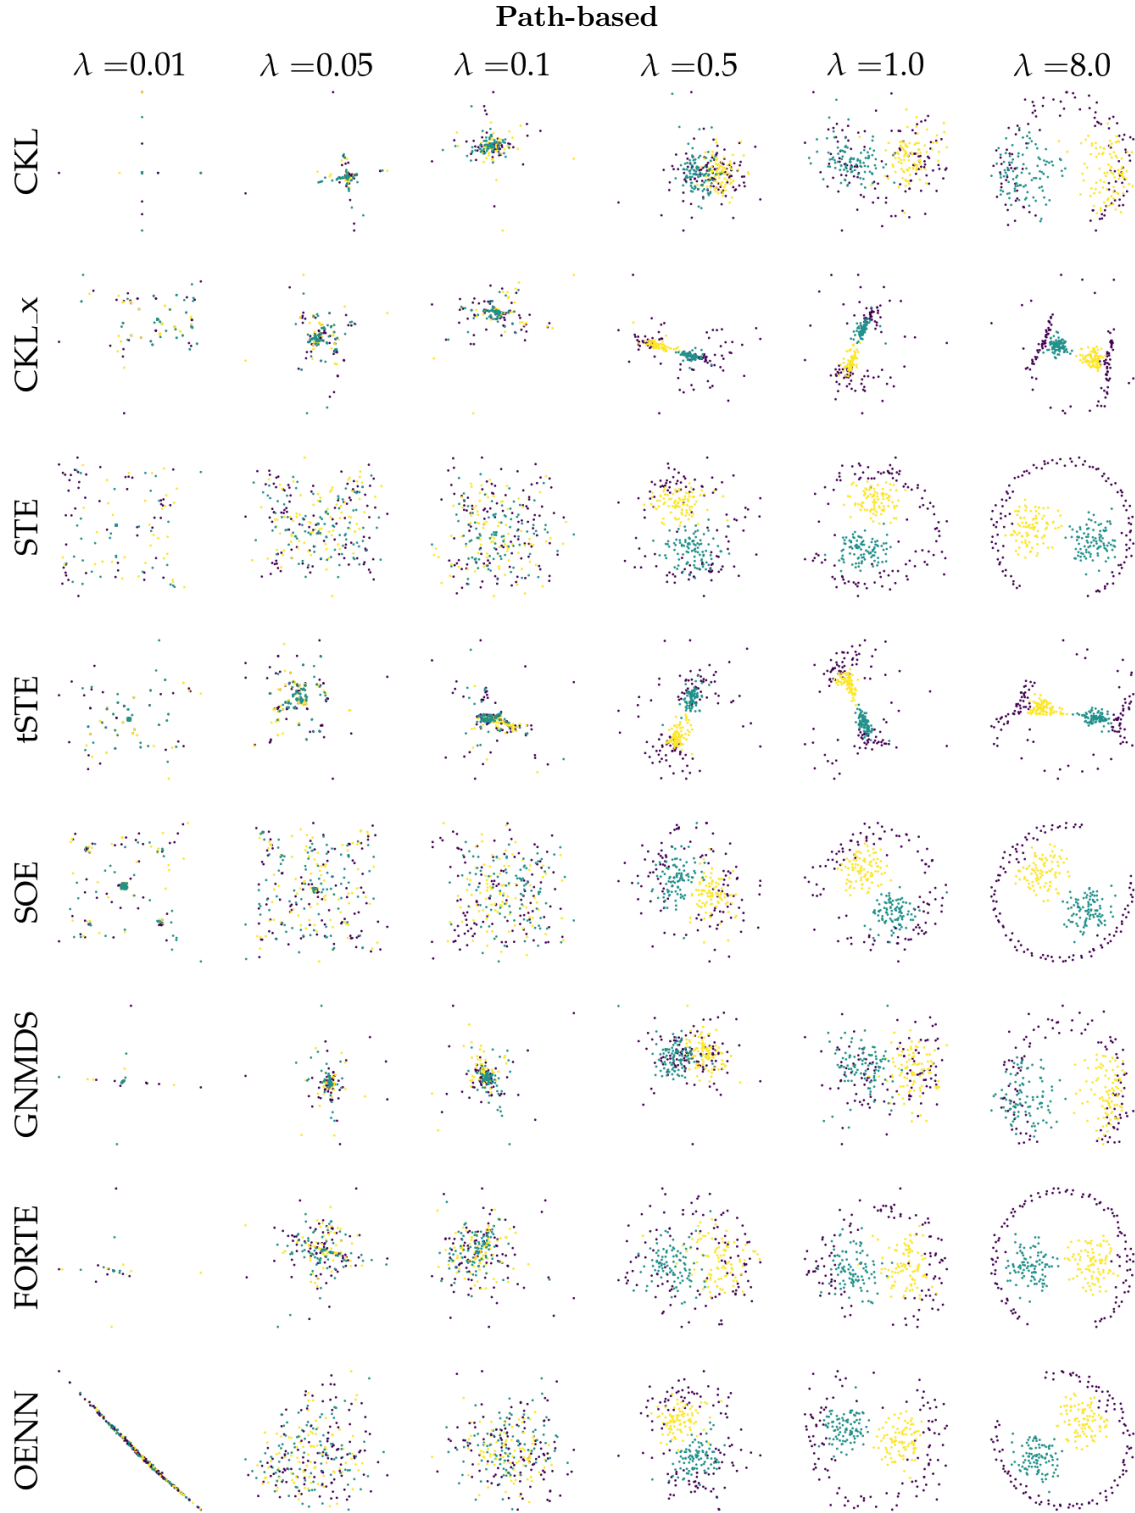 Path-based
λ =0.01 λ =0.05 λ =0.1 λ =0.5 λ =1.0 λ =8.0
CKL
CKL_x
STE
tSTE
SOE
GNMDS
FORTE
OENN